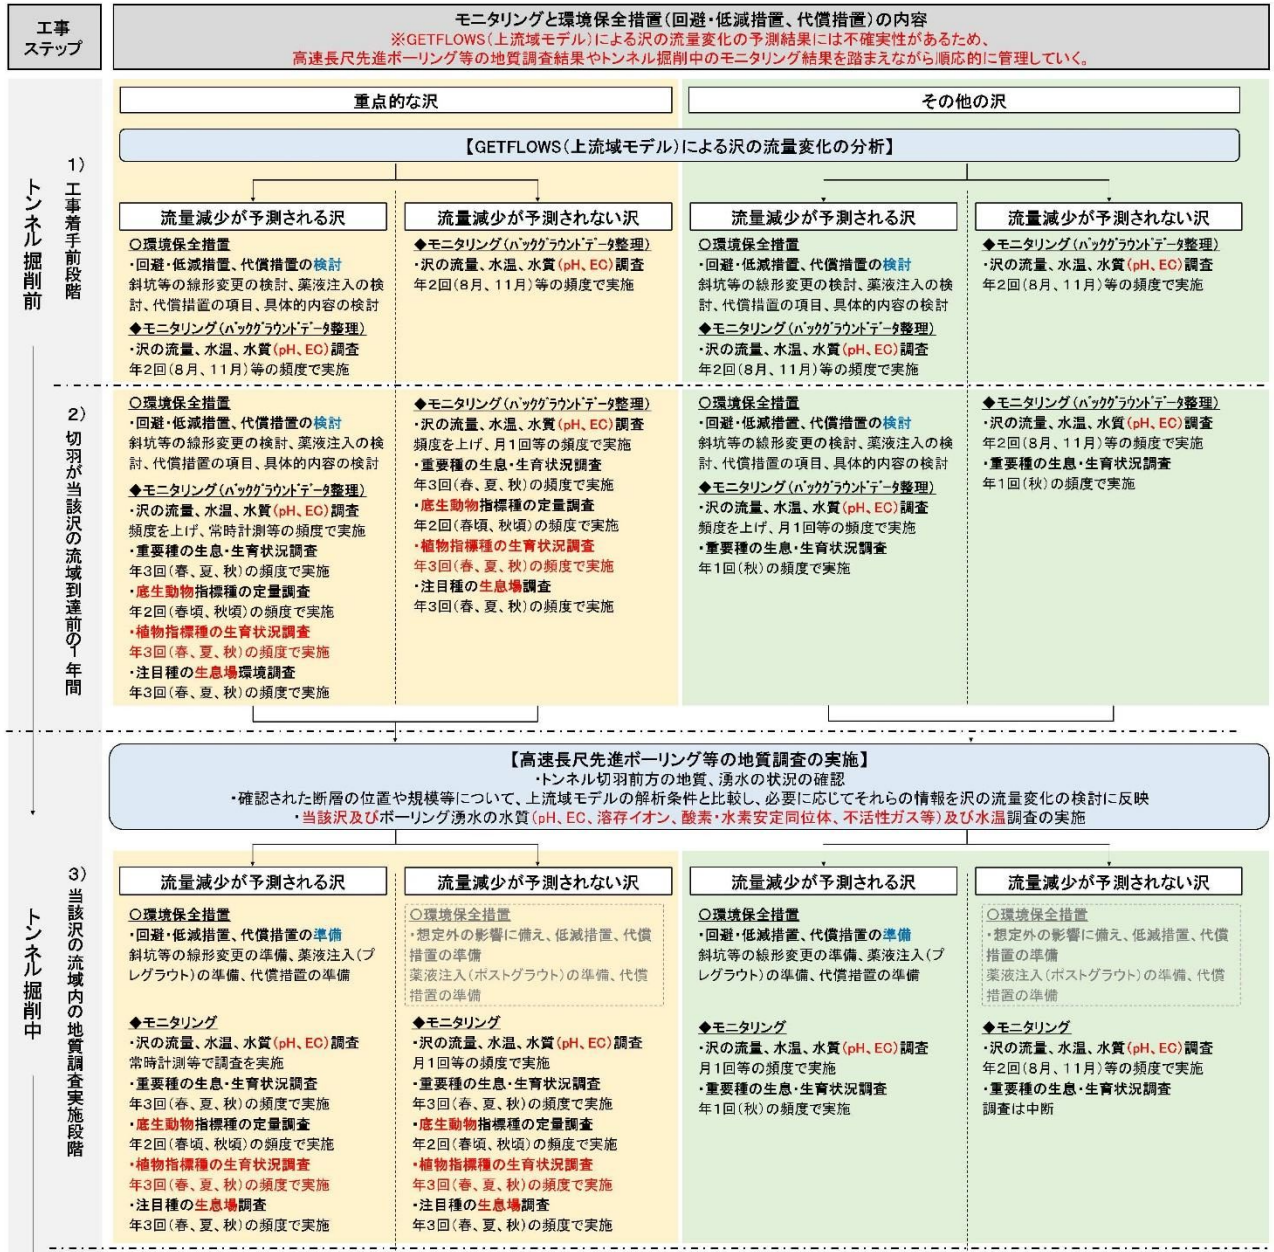 工事
ステップ
モニタリングと環境保全措置(回避・低減措置、代償措置)の内容
※GETFLOWS(上流域モデル)による沢の流量変化の予測結果には不確実性があるため、
高速長尺先進ボーリング等の地質調査結果やトンネル掘削中のモニタリング結果を踏まえながら順応的に管理していく。
トンネル掘削前
1)工事着手前段階
重点的な沢
その他の沢
【GETFLOWS(上流域モデル)による沢の流量変化の分析】
流量減少が予測される沢
○環境保全措置
・回避・低減措置、代償措置の検討
斜坑等の線形変更の検討、薬液注入の検
討、代償措置の項目、具体的内容の検討
◆モニタリング(バックグラウンドデータ整理)
・沢の流量、水温、水質(pH、EC)調査
年2回(8月、11月)等の頻度で実施
流量減少が予測されない沢
◆モニタリング(バックグラウンドデータ整理)
・沢の流量、水温、水質(pH、EC)調査
年2回(8月、11月)等の頻度で実施
流量減少が予測される沢
○環境保全措置
・回避・低減措置、代償措置の検討
斜坑等の線形変更の検討、薬液注入の検
討、代償措置の項目、具体的内容の検討
◆モニタリング(バックグラウンドデータ整理)
・沢の流量、水温、水質(pH、EC)調査
年2回(8月、11月)等の頻度で実施
流量減少が予測されない沢
◆モニタリング(バックグラウンドデータ整理)
・沢の流量、水温、水質(pH、EC)調査
年2回(8月、11月)等の頻度で実施
2)切羽が当該沢の流域到達前の1年間
○環境保全措置
・回避・低減措置、代償措置の検討
斜坑等の線形変更の検討、薬液注入の検
討、代償措置の項目、具体的内容の検討
◆モニタリング(バックグラウンドデータ整理)
・沢の流量、水温、水質(pH、EC)調査
頻度を上げ、常時計測等の頻度で実施
・重要種の生息・生育状況調査
年3回(春、夏、秋)の頻度で実施
・底生動物指標種の定量調査
年2回(春頃、秋頃)の頻度で実施
・植物指標種の生育状況調査
年3回(春、夏、秋)の頻度で実施
・注目種の生息場環境調査
年3回(春、夏、秋)の頻度で実施
◆モニタリング(バックグラウンドデータ整理)
・沢の流量、水温、水質(pH、EC)調査
頻度を上げ、月1回等の頻度で実施
・重要種の生息・生育状況調査
年3回(春、夏、秋)の頻度で実施
・底生動物指標種の定量調査
年2回(春頃、秋頃)の頻度で実施
・植物指標種の生育状況調査
年3回(春、夏、秋)の頻度で実施
・注目種の生息場調査
年3回(春、夏、秋)の頻度で実施
○環境保全措置
・回避・低減措置、代償措置の検討
斜坑等の線形変更の検討、薬液注入の検
討、代償措置の項目、具体的内容の検討
◆モニタリング(バックグラウンドデータ整理)
・沢の流量、水温、水質(pH、EC)調査
頻度を上げ、月1回等の頻度で実施
・重要種の生息・生育状況調査
年1回(秋)の頻度で実施
◆モニタリング(バックグラウンドデータ整理)
・沢の流量、水温、水質(pH、EC)調査
年2回(8月、11月)等の頻度で実施
・重要種の生息・生育状況調査
年1回(秋)の頻度で実施
【高速長尺先進ボーリング等の地質調査の実施】
・トンネル切羽前方の地質、湧水の状況の確認
・確認された断層の位置や規模等について、上流域モデルの解析条件と比較し、必要に応じてそれらの情報を沢の流量変化の検討に反映
・当該沢及びボーリング湧水の水質(pH、EC、溶存イオン、酸素・水素安定同位体、不活性ガス等)及び水温調査の実施
トンネル掘削中
3)当該沢の流域内の地質調査実施段階
流量減少が予測される沢
○環境保全措置
・回避・低減措置、代償措置の準備
斜坑等の線形変更の準備、薬液注入(プ
レグラウト)の準備、代償措置の準備
◆モニタリング
・沢の流量、水温、水質(pH、EC)調査
常時計測等で調査を実施
・重要種の生息・生育状況調査
年3回(春、夏、秋)の頻度で実施
・底生動物指標種の定量調査
年2回(春頃、秋頃)の頻度で実施
・植物指標種の生育状況調査
年3回(春、夏、秋)の頻度で実施
・注目種の生息場調査
年3回(春、夏、秋)の頻度で実施
流量減少が予測されない沢
○環境保全措置
・想定外の影響に備え、低減措置、代償
措置の準備
薬液注入(ポストグラウト)の準備、代償
措置の準備
◆モニタリング
・沢の流量、水温、水質(pH、EC)調査
月1回等の頻度で実施
・重要種の生息・生育状況調査
年3回(春、夏、秋)の頻度で実施
・底生動物指標種の定量調査
年2回(春頃、秋頃)の頻度で実施
・植物指標種の生育状況調査
年3回(春、夏、秋)の頻度で実施
・注目種の生息場調査
年3回(春、夏、秋)の頻度で実施
流量減少が予測される沢
○環境保全措置
・回避・低減措置、代償措置の準備
斜坑等の線形変更の準備、薬液注入(プ
レグラウト)の準備、代償措置の準備
◆モニタリング
・沢の流量、水温、水質(pH、EC)調査
月1回等の頻度で実施
・重要種の生息・生育状況調査
年1回(秋)の頻度で実施
流量減少が予測されない沢
○環境保全措置
・想定外の影響に備え、低減措置、代償
措置の準備
薬液注入(ポストグラウト)の準備、代償
措置の準備
◆モニタリング
・沢の流量、水温、水質(pH、EC)調査
年2回(8月、11月)等の頻度で実施
・重要種の生息・生育状況調査
調査は中断